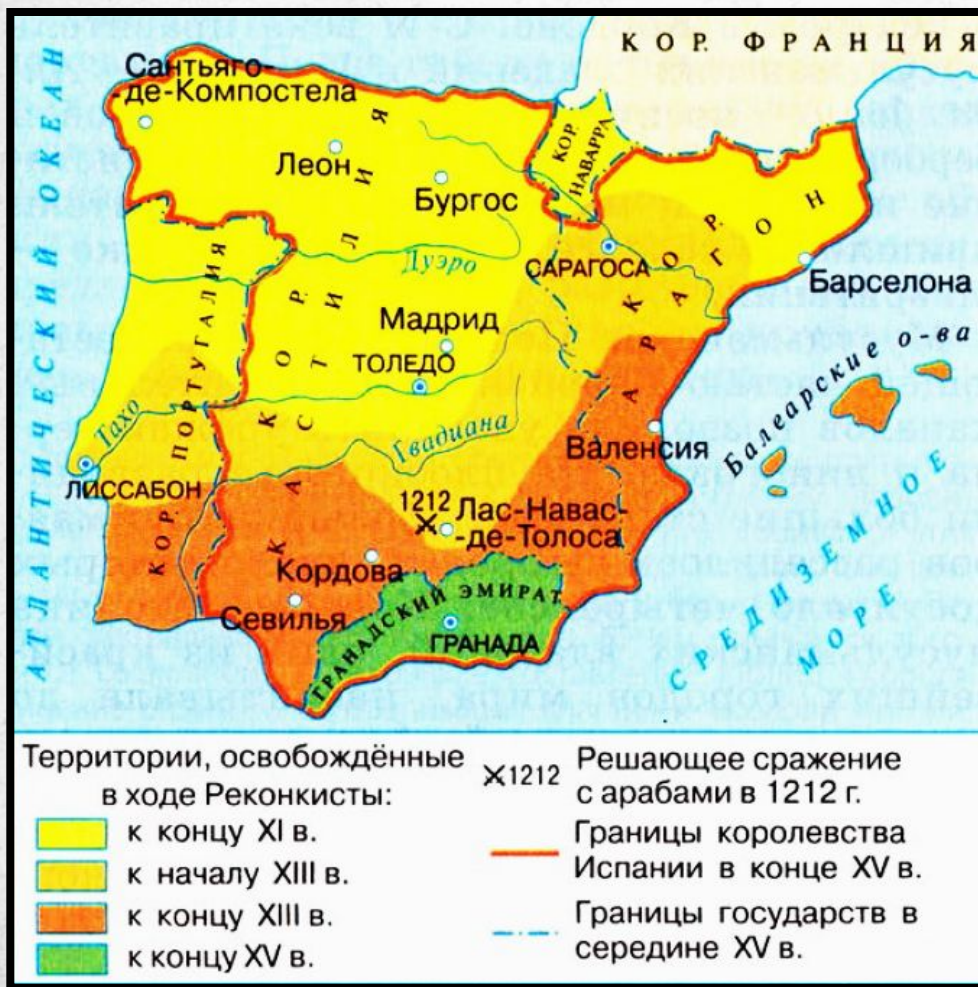 КОР. ФРАНЦИЯ
Сантьяго-
-де-Компостела
Леон
Бургос
КОР. НАВАРРА
КОР. КАСТИЛИЯ
Дуэро
САРАГОСА
КОР. АРАГОН
Барселона
КОР. ПОРТУГАЛИЯ
Мадрид
ТОЛЕДО
Тахо
Гвадиана
ЛИССАБОН
Валенсия
Балеарские о-ва
1212
Лас-Навас-
-де-Толоса
Кордова
Севилья
ГРАНАДСКИЙ ЭМИРАТ
ГРАНАДА
АТЛАНТИЧЕСКИЙ ОКЕАН
СРЕДИЗЕМНОЕ
МОРЕ
Территории, освобождённые
в ходе Реконкисты:
к концу XI в.
к началу XIII в.
к концу XIII в.
к концу XV в.
1212 Решающее сражение
с арабами в 1212 г.
Границы королевства
Испании в конце XV в.
Границы государств в
середине XV в.